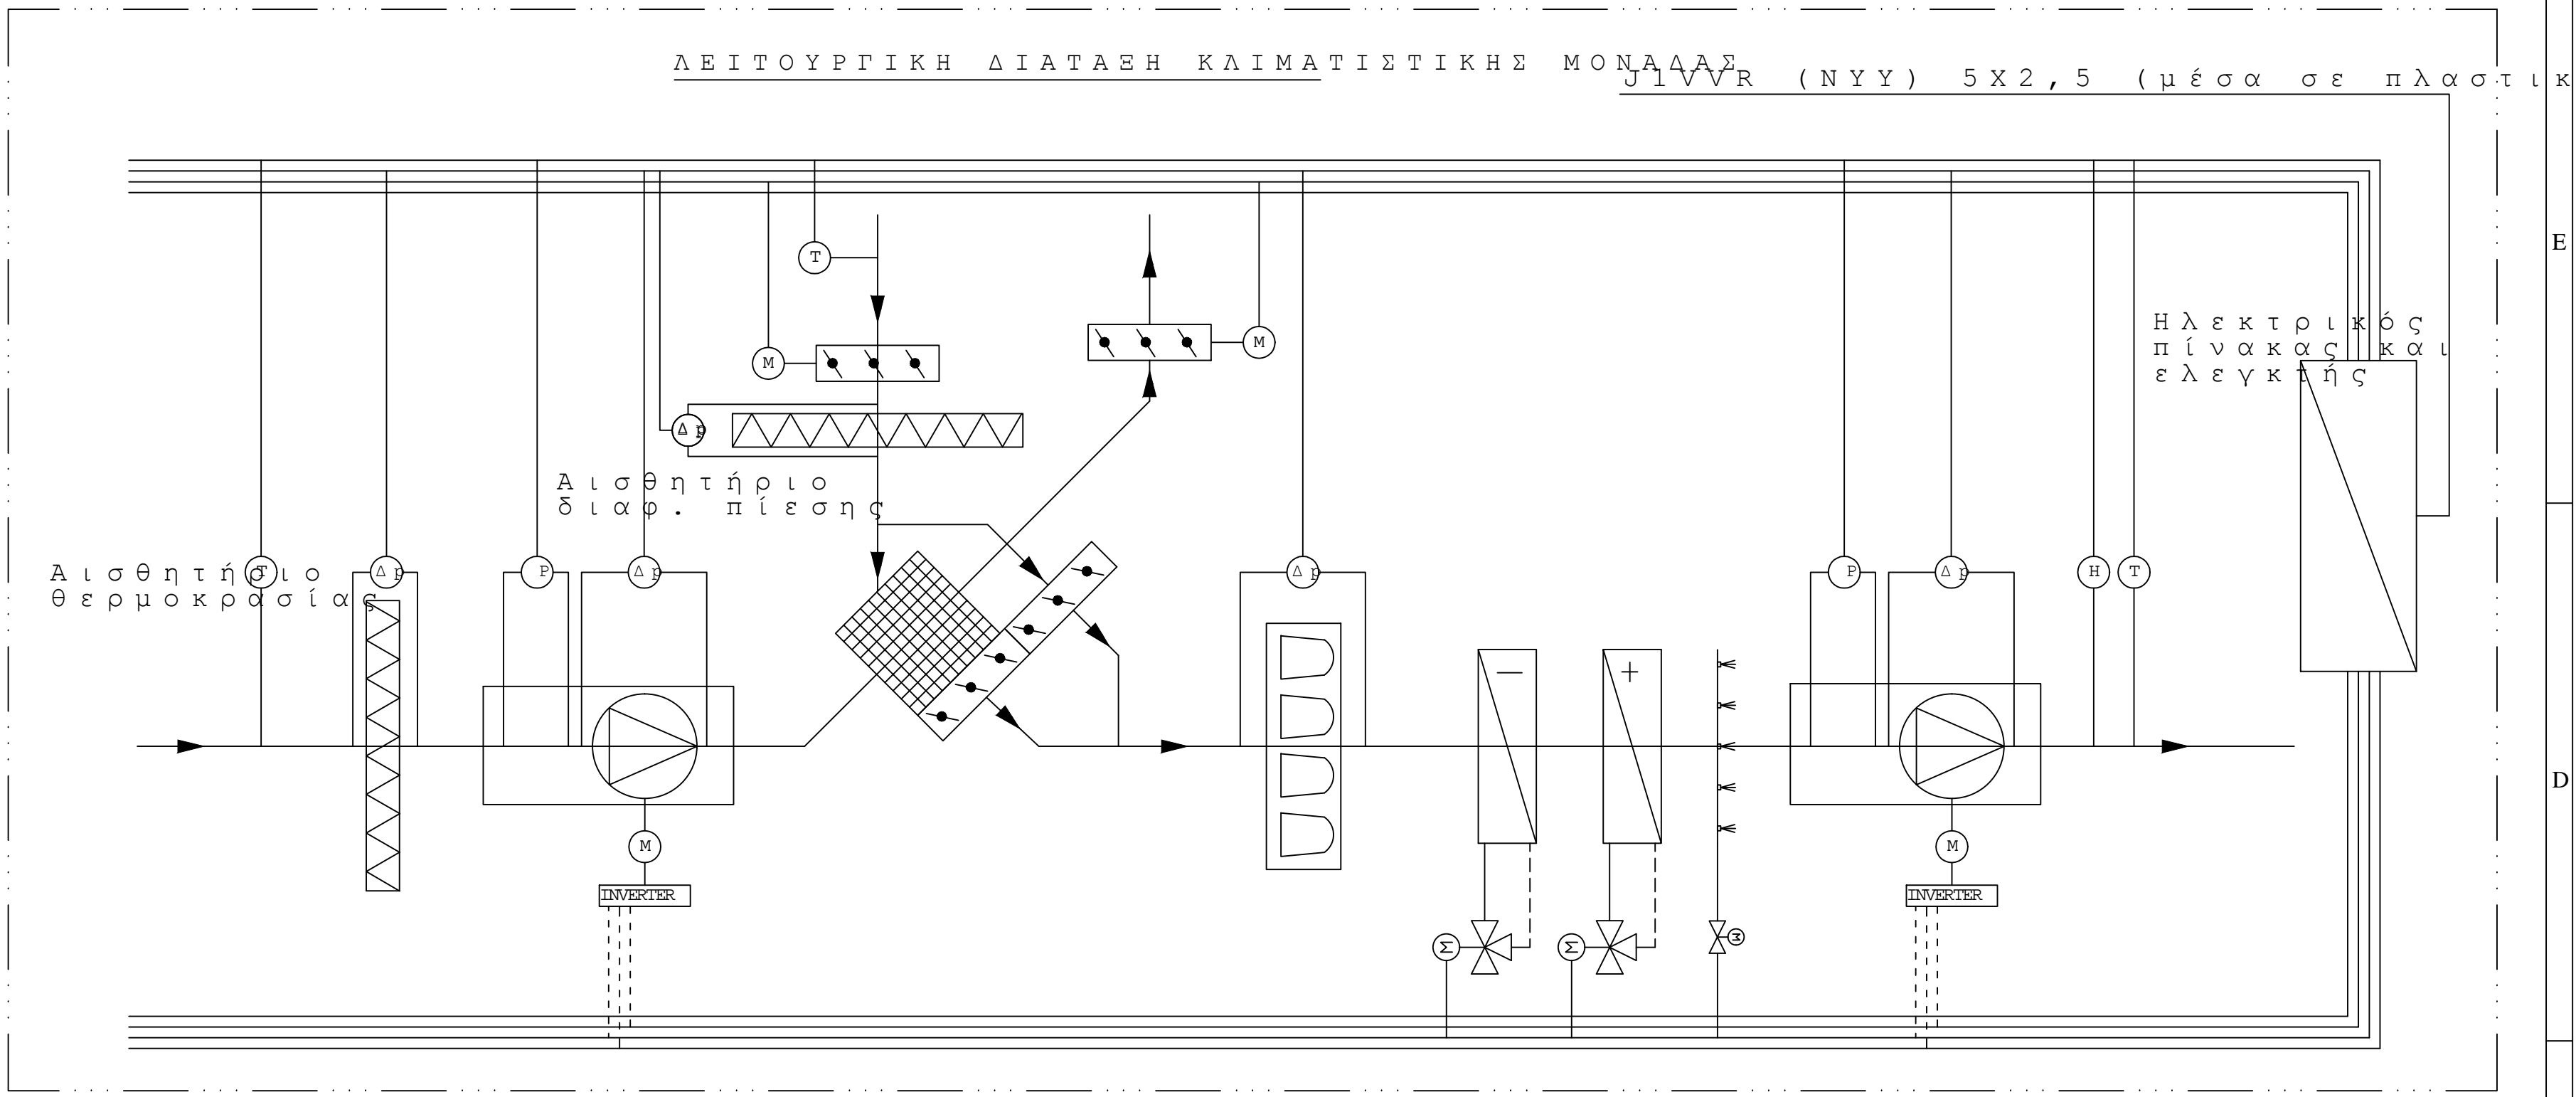 ΛΕΙΤΟΥΡΓΙΚΗ ΔΙΑΤΑΞΗ ΚΛΙΜΑΤΙΣΤΙΚΗΣ ΜΟΝΑΔΑΣ
J1VVR (NYY) 5X2,5 (μέσα σε πλαστικ
E
T
M
M
Ηλεκτρικός
πίνακας και
ελεγκτής
Δp
Αισθητήριο
διαφ. πίεσης
Αισθητήριο
θερμοκρασίας
T
Δp
P
Δp
Δp
P
Δp
H
T
D
M
M
INVERTER
INVERTER
Σ
Σ
Σ